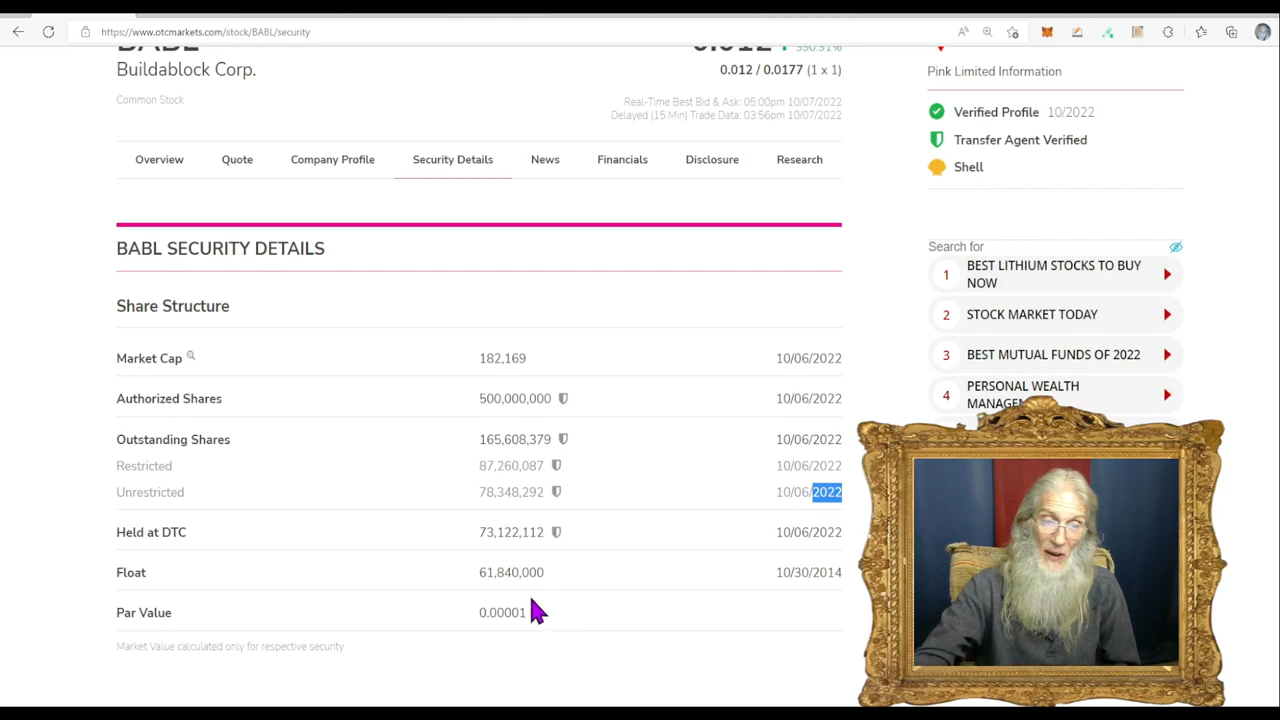 https://www.otcmarkets.com/stock/BABL/security
BABL
0.012
990.91%
Buildablock Corp.
0.012 / 0.0177 (1 x 1)
Common Stock
Real-Time Best Bid & Ask: 05:00pm 10/07/2022
Delayed (15 Min) Trade Data: 03:56pm 10/07/2022
Overview
Quote
Company Profile
Security Details
News
Financials
Disclosure
Research
BABL SECURITY DETAILS
Share Structure
Market Cap 182,169 10/06/2022
Authorized Shares 500,000,000 10/06/2022
Outstanding Shares 165,608,379 10/06/2022
Restricted 87,260,087 10/06/2022
Unrestricted 78,348,292 10/06/2022
Held at DTC 73,122,112 10/06/2022
Float 61,840,000 10/30/2014
Par Value 0.00001
Market Value calculated only for respective security
Pink Limited Information
Verified Profile 10/2022
Transfer Agent Verified
Shell
Search for
1 BEST LITHIUM STOCKS TO BUY
NOW
2 STOCK MARKET TODAY
3 BEST MUTUAL FUNDS OF 2022
4 PERSONAL WEALTH